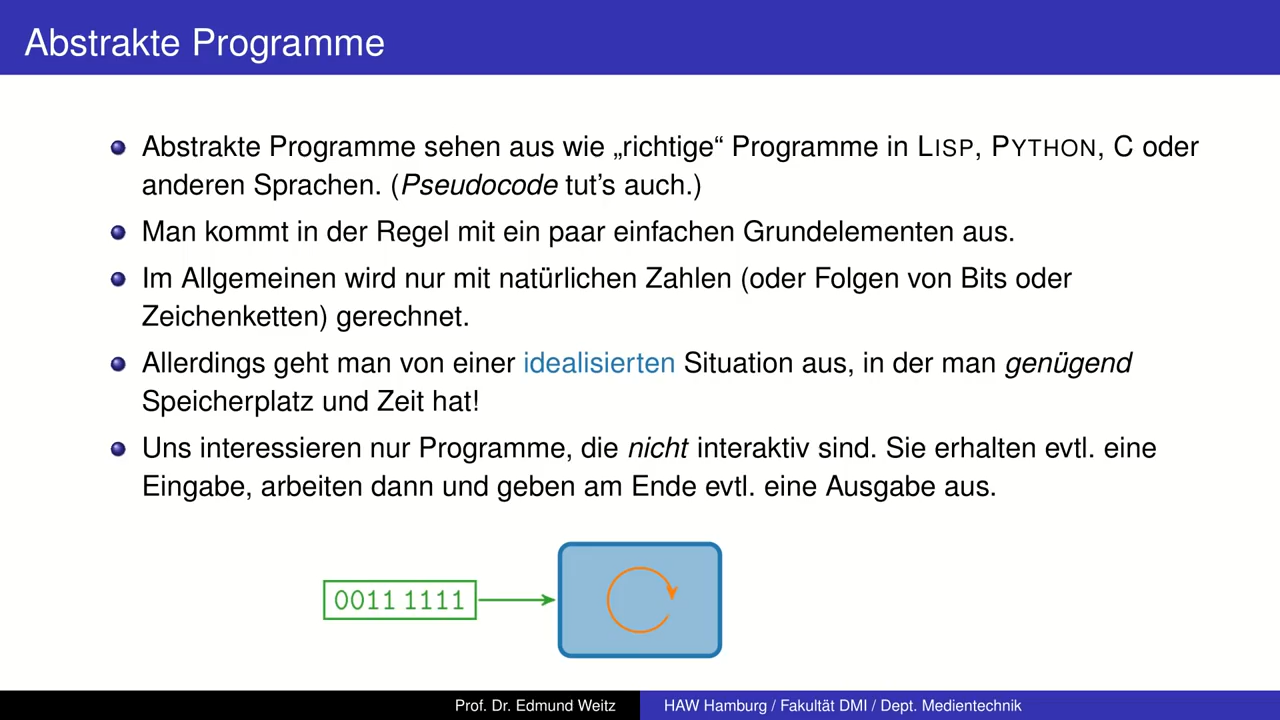 Abstrakte Programme
Abstrakte Programme sehen aus wie „richtige“ Programme in LISP, PYTHON, C oder
anderen Sprachen. (Pseudocode tut’s auch.)
Man kommt in der Regel mit ein paar einfachen Grundelementen aus.
Im Allgemeinen wird nur mit natürlichen Zahlen (oder Folgen von Bits oder
Zeichenketten) gerechnet.
Allerdings geht man von einer idealisierten Situation aus, in der man genügend
Speicherplatz und Zeit hat!
Uns interessieren nur Programme, die nicht interaktiv sind. Sie erhalten evtl. eine
Eingabe, arbeiten dann und geben am Ende evtl. eine Ausgabe aus.
0011 1111
Prof. Dr. Edmund Weitz
HAW Hamburg / Fakultät DMI / Dept. Medientechnik